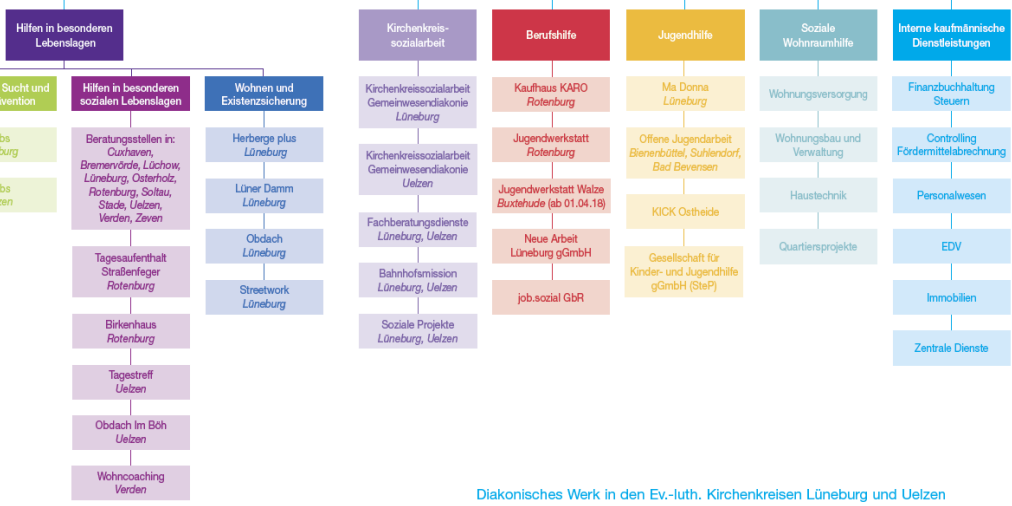 Hilfen in besonderen
Lebenslagen
Sucht und
Hilfen in besonderen
sozialen Lebenslagen
Beratungsstellen in:
Cuxhaven,
Bremervörde, Lüchow,
Lüneburg, Osterholz,
Rotenburg, Soltau,
Stade, Uelzen,
Verden, Zeven
Tagesaufenthalt
Straßenfeger
Rotenburg
Birkenhaus
Rotenburg
Tagestreff
Uelzen
Obdach Im Böh
Uelzen
Wohncoaching
Verden
Wohnen und
Existenzsicherung
Herberge plus
Lüneburg
Lüner Damm
Lüneburg
Obdach
Lüneburg
Streetwork
Lüneburg
Kirchenkreis-
sozialarbeit
Kirchenkreissozialarbeit
Gemeinwesendiakonie
Lüneburg
Kirchenkreissozialarbeit
Gemeinwesendiakonie
Uelzen
Fachberatungsdienste
Lüneburg, Uelzen
Bahnhofsmission
Lüneburg, Uelzen
Soziale Projekte
Lüneburg, Uelzen
Berufshilfe
Kaufhaus KARO
Rotenburg
Jugendwerkstatt
Rotenburg
Jugendwerkstatt Walze
Buxtehude (ab 01.04.18)
Neue Arbeit
Lüneburg gGmbH
job.sozial GbR
Jugendhilfe
Ma Donna
Lüneburg
Offene Jugendarbeit
Bienenbüttel, Suhlendorf,
Bad Bevensen
KICK Ostheide
Gesellschaft für
Kinder- und Jugendhilfe
gGmbH (SteP)
Soziale
Wohnraumhilfe
Wohnungsversorgung
Wohnungsbau und
Verwaltung
Haustechnik
Quartiersprojekte
Interne kaufmännische
Dienstleistungen
Finanzbuchhaltung
Steuern
Controlling
Fördermittelabrechnung
Personalwesen
EDV
Immobilien
Zentrale Dienste
Diakonisches Werk in den Ev.-luth. Kirchenkreisen Lüneburg und Uelzen